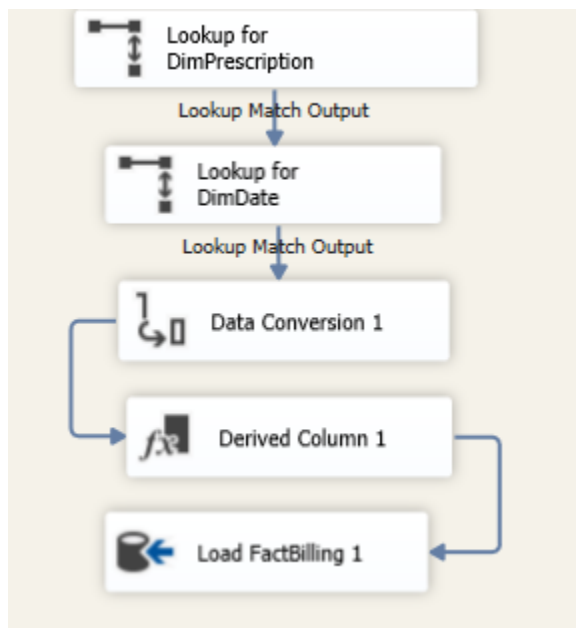 Lookup for
DimPrescription
Lookup Match Output
Lookup for
DimDate
Lookup Match Output
Data Conversion 1
Derived Column 1
Load FactBilling 1